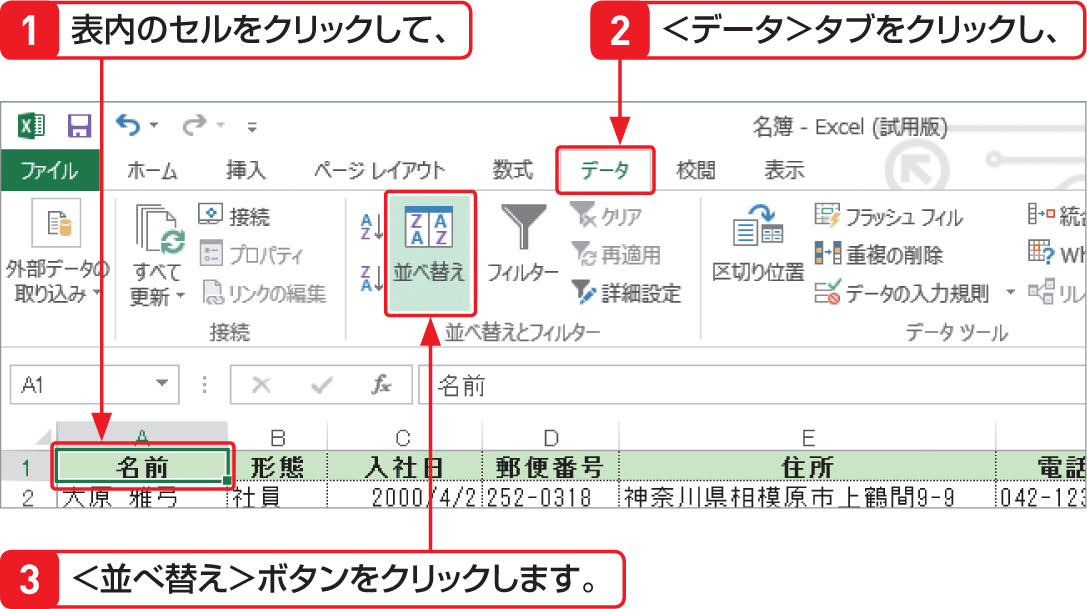 1 表内のセルをクリックして、
2 <データ>タブをクリックし、
名簿 - Excel (試用版)
ファイル ホーム 挿入 ページ レイアウト 数式 データ 校閲 表示
外部データの
取り込み
すべて
更新
接続
プロパティ
リンクの編集
接続
並べ替え
フィルター
クリア
再適用
詳細設定
並べ替えとフィルター
区切り位置
フラッシュ フィル
重複の削除
データの入力規則
統合
Wh
リレ
データ ツール
A1 fx 名前
A B C D E
1 名前 形態 入社日 郵便番号 住所 電話
2 大原 雅弓 社員 2000/4/2 252-0318 神奈川県相模原市上鶴間9-9 042-123
3 <並べ替え>ボタンをクリックします。